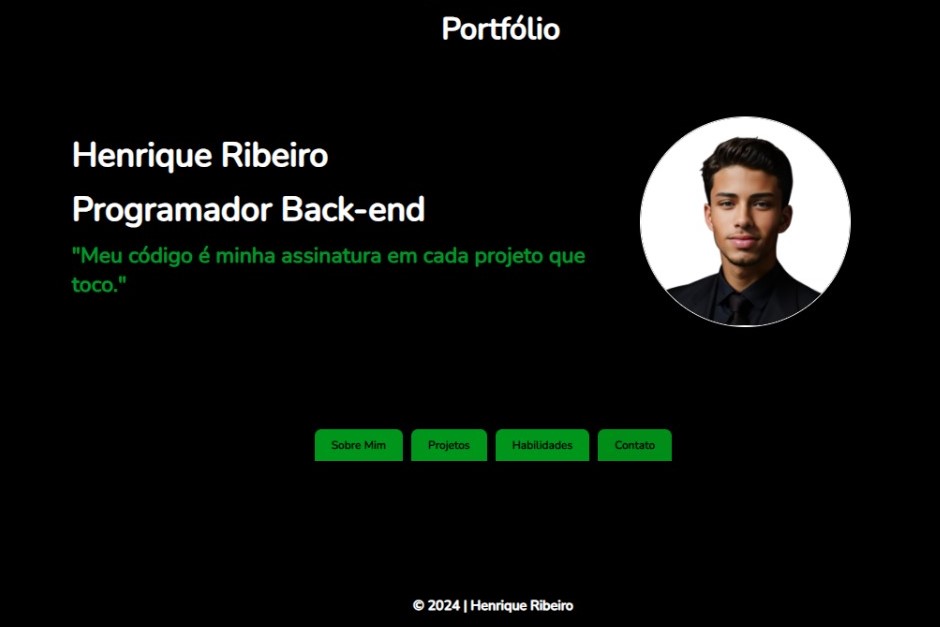 Portfólio
Henrique Ribeiro
Programador Back-end
"Meu código é minha assinatura em cada projeto que
toco."
Sobre Mim
Projetos
Habilidades
Contato
© 2024 | Henrique Ribeiro